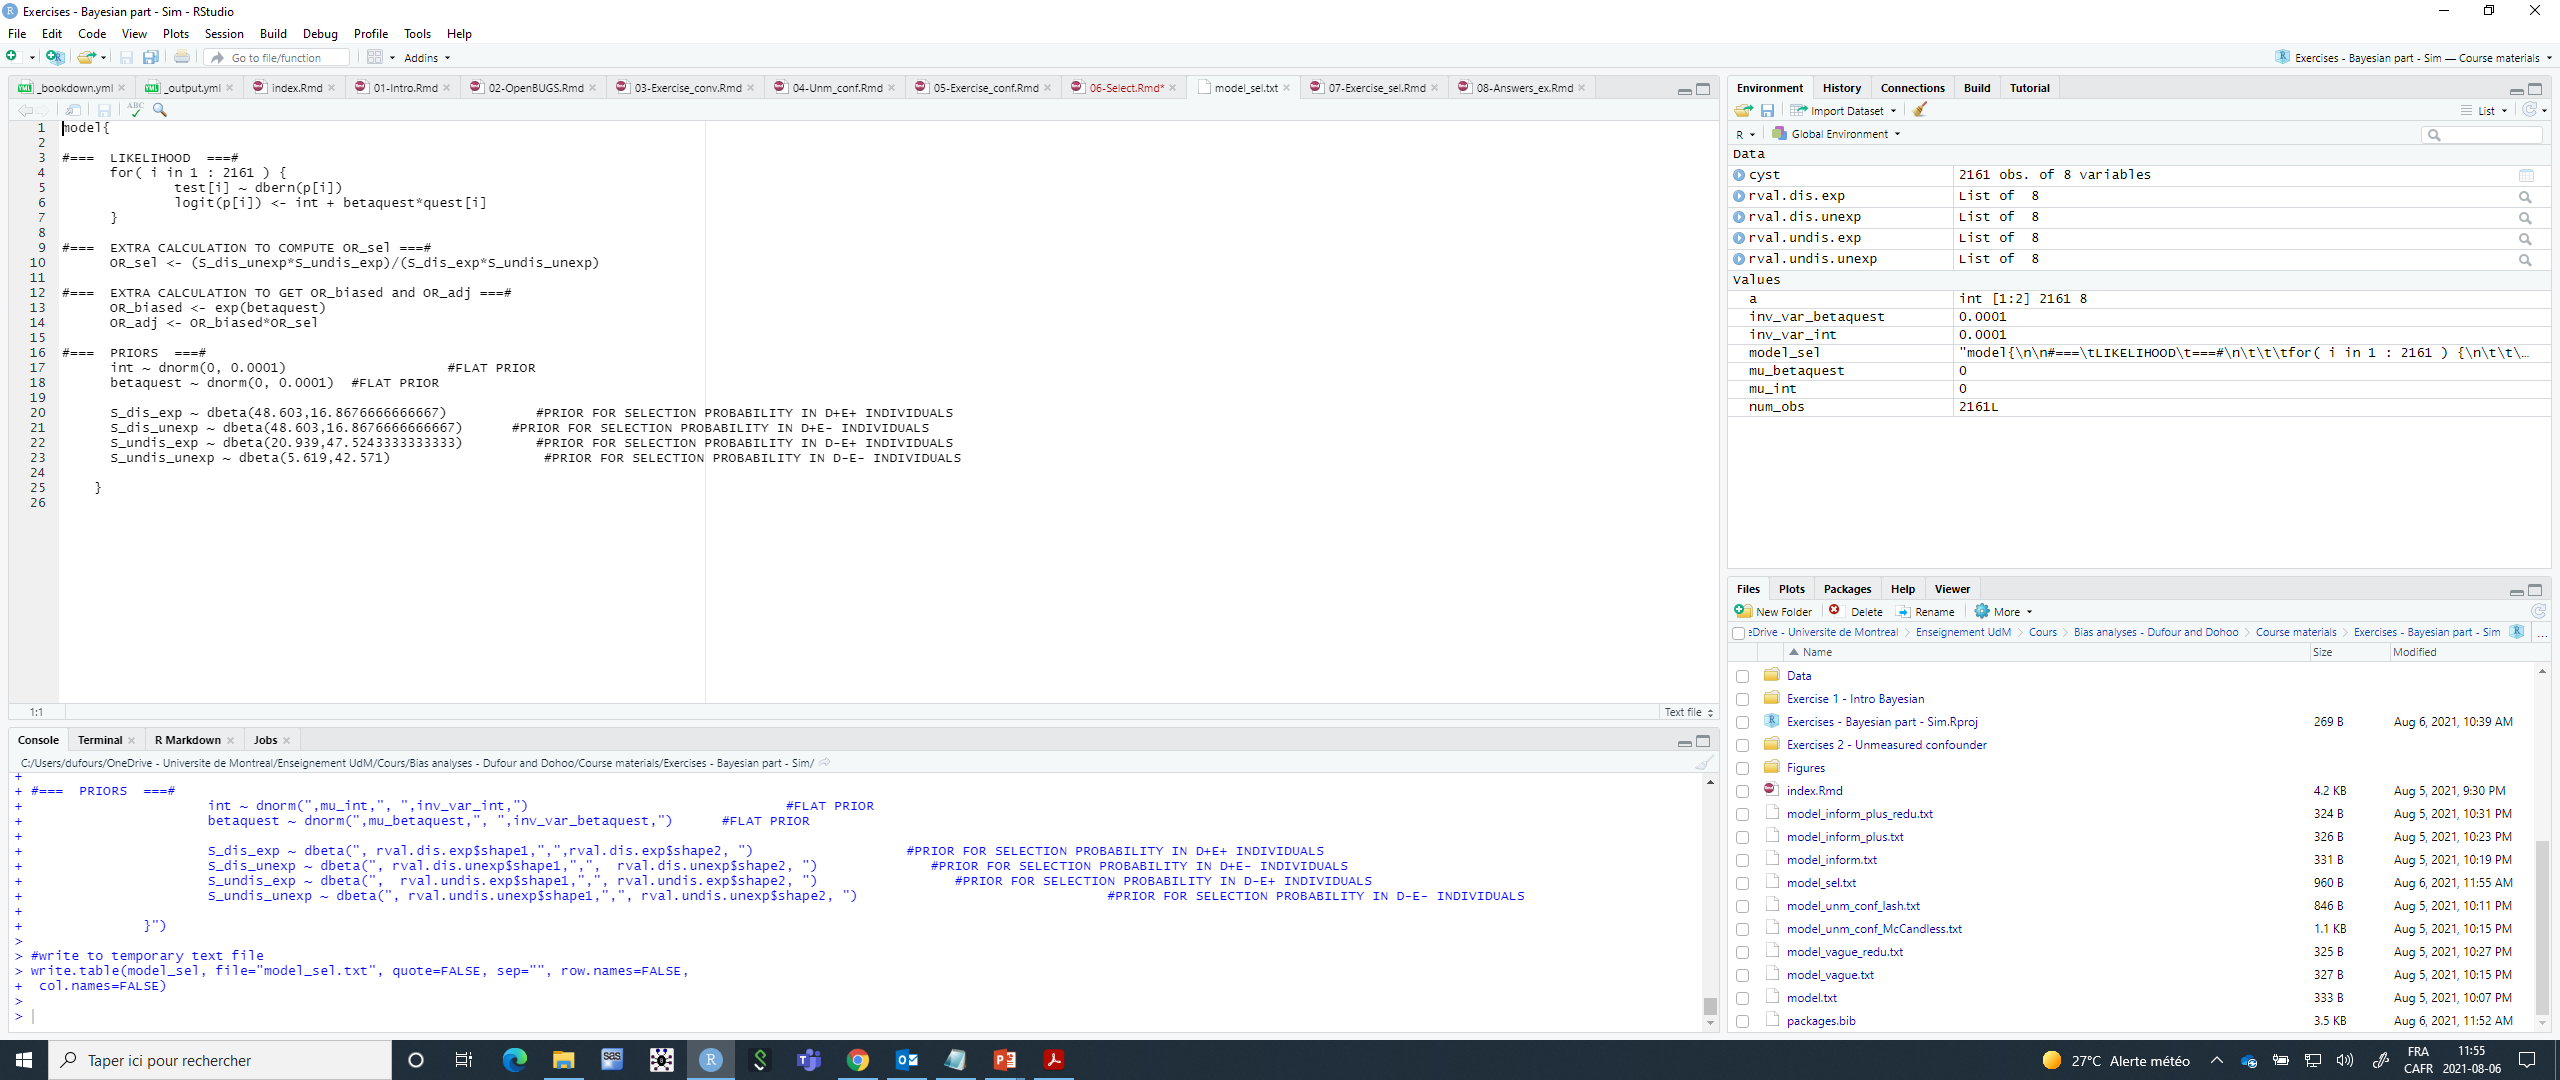 Exercises - Bayesian part - Sim - RStudio
File Edit Code View Plots Session Build Debug Profile Tools Help
Go to file/function Addins Exercises - Bayesian part - Sim — Course materials
_bookdown.yml _output.yml index.Rmd 01-Intro.Rmd 02-OpenBUGS.Rmd 03-Exercise_conv.Rmd 04-Unm_conf.Rmd 05-Exercise_conf.Rmd 06-Select.Rmd* model_sel.txt 07-Exercise_sel.Rmd 08-Answers_ex.Rmd
1 model{
2
3 #=== LIKELIHOOD ===#
4 for( i in 1 : 2161 ) {
5 test[i] ~ dbern(p[i])
6 logit(p[i]) <- int + betaquest*quest[i]
7 }
8
9 #=== EXTRA CALCULATION TO COMPUTE OR_sel ===#
10 OR_sel <- (S_dis_unexp*S_undis_exp)/(S_dis_exp*S_undis_unexp)
11
12 #=== EXTRA CALCULATION TO GET OR_biased and OR_adj ===#
13 OR_biased <- exp(betaquest)
14 OR_adj <- OR_biased*OR_sel
15
16 #=== PRIORS ===#
17 int ~ dnorm(0, 0.0001) #FLAT PRIOR
18 betaquest ~ dnorm(0, 0.0001) #FLAT PRIOR
19
20 S_dis_exp ~ dbeta(48.603,16.8676666666667) #PRIOR FOR SELECTION PROBABILITY IN D+E+ INDIVIDUALS
21 S_dis_unexp ~ dbeta(48.603,16.8676666666667) #PRIOR FOR SELECTION PROBABILITY IN D+E- INDIVIDUALS
22 S_undis_exp ~ dbeta(20.939,47.5243333333333) #PRIOR FOR SELECTION PROBABILITY IN D-E+ INDIVIDUALS
23 S_undis_unexp ~ dbeta(5.619,42.571) #PRIOR FOR SELECTION PROBABILITY IN D-E- INDIVIDUALS
24
25 }
26
1:1 Text file
Console Terminal R Markdown Jobs
C:/Users/dufours/OneDrive - Universite de Montreal/Enseignement UdM/Cours/Bias analyses - Dufour and Dohoo/Course materials/Exercises - Bayesian part - Sim/
+
+ #=== PRIORS ===#
+ int ~ dnorm(",mu_int,", ",inv_var_int,") #FLAT PRIOR
+ betaquest ~ dnorm(",mu_betaquest,", ",inv_var_betaquest,") #FLAT PRIOR
+
+ S_dis_exp ~ dbeta(", rval.dis.exp$shape1,",",rval.dis.exp$shape2, ") #PRIOR FOR SELECTION PROBABILITY IN D+E+ INDIVIDUALS
+ S_dis_unexp ~ dbeta(", rval.dis.unexp$shape1,",", rval.dis.unexp$shape2, ") #PRIOR FOR SELECTION PROBABILITY IN D+E- INDIVIDUALS
+ S_undis_exp ~ dbeta(", rval.undis.exp$shape1,",", rval.undis.exp$shape2, ") #PRIOR FOR SELECTION PROBABILITY IN D-E+ INDIVIDUALS
+ S_undis_unexp ~ dbeta(", rval.undis.unexp$shape1,",", rval.undis.unexp$shape2, ") #PRIOR FOR SELECTION PROBABILITY IN D-E- INDIVIDUALS
+
+ }")
>
> #write to temporary text file
> write.table(model_sel, file="model_sel.txt", quote=FALSE, sep="", row.names=FALSE,
+ col.names=FALSE)
>
>
Environment History Connections Build Tutorial
Import Dataset List
R Global Environment
Data
cyst 2161 obs. of 8 variables
rval.dis.exp List of 8
rval.dis.unexp List of 8
rval.undis.exp List of 8
rval.undis.unexp List of 8
Values
a int [1:2] 2161 8
inv_var_betaquest 0.0001
inv_var_int 0.0001
model_sel "model{\n\n#===\tLIKELIHOOD\t===#\n\t\t\tfor( i in 1 : 2161 ) {\n\t\t\…
mu_betaquest 0
mu_int 0
num_obs 2161L
Files Plots Packages Help Viewer
New Folder Delete Rename More
eDrive - Universite de Montreal Enseignement UdM Cours Bias analyses - Dufour and Dohoo Course materials Exercises - Bayesian part - Sim ...
Name Size Modified
Data
Exercise 1 - Intro Bayesian
Exercises - Bayesian part - Sim.Rproj 269 B Aug 6, 2021, 10:39 AM
Exercises 2 - Unmeasured confounder
Figures
index.Rmd 4.2 KB Aug 5, 2021, 9:30 PM
model_inform_plus_redu.txt 324 B Aug 5, 2021, 10:31 PM
model_inform_plus.txt 326 B Aug 5, 2021, 10:23 PM
model_inform.txt 331 B Aug 5, 2021, 10:19 PM
model_sel.txt 960 B Aug 6, 2021, 11:55 AM
model_unm_conf_lash.txt 846 B Aug 5, 2021, 10:11 PM
model_unm_conf_McCandless.txt 1.1 KB Aug 5, 2021, 10:15 PM
model_vague_redu.txt 325 B Aug 5, 2021, 10:27 PM
model_vague.txt 327 B Aug 5, 2021, 10:15 PM
model.txt 333 B Aug 5, 2021, 10:07 PM
packages.bib 3.5 KB Aug 6, 2021, 11:52 AM
Taper ici pour rechercher
27°C Alerte météo FRA CAFR 11:55 2021-08-06